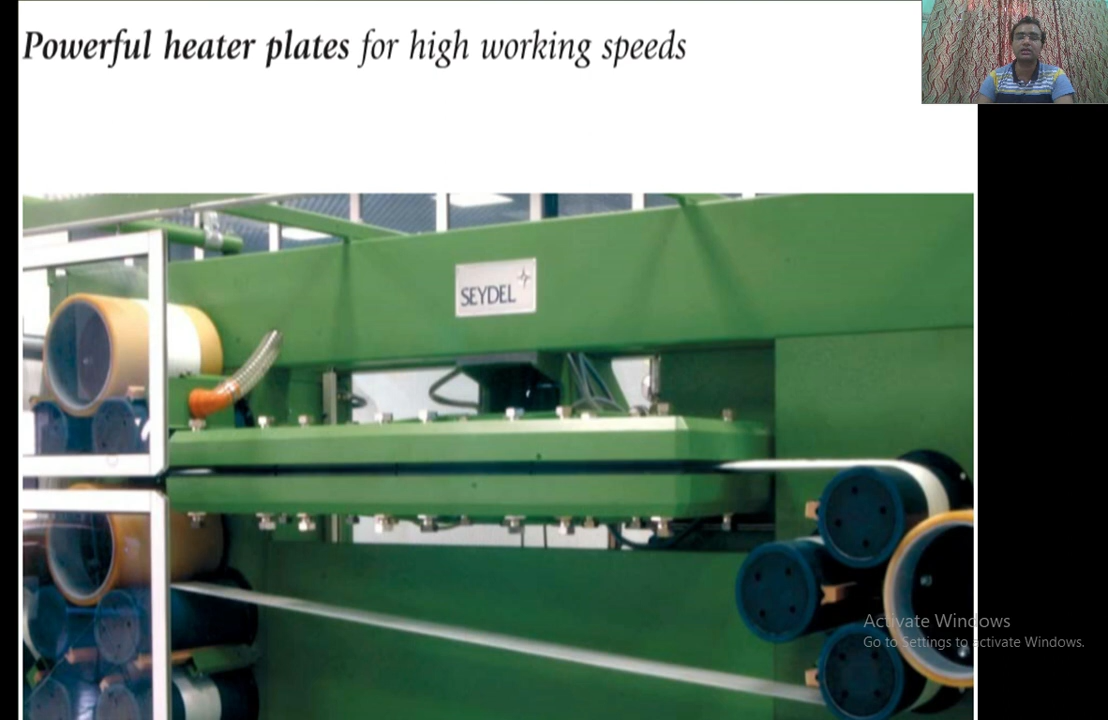 Powerful heater plates for high working speeds
SEYDEL
Activate Windows
Go to Settings to activate Windows.